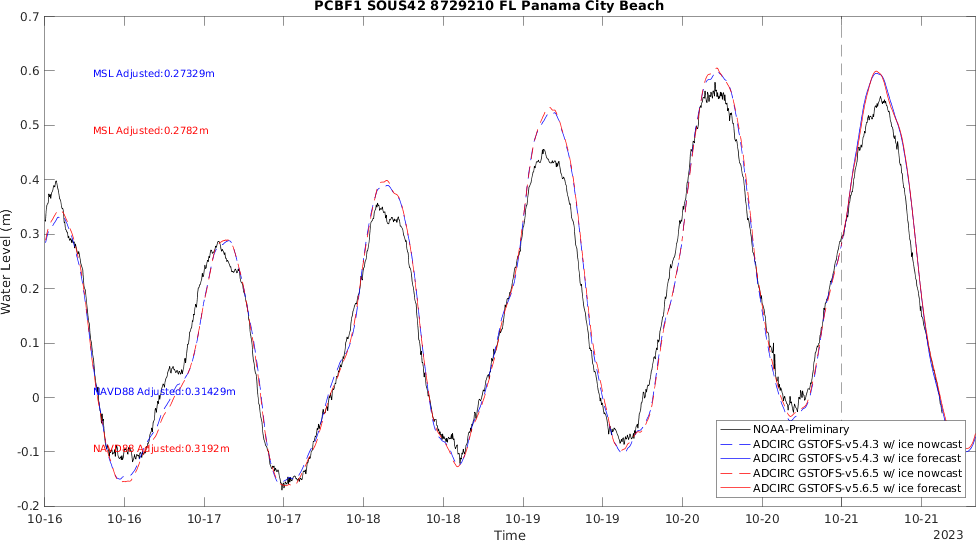 PCBF1 SOUS42 8729210 FL Panama City Beach
0.7
0.6
0.5
0.4
0.3
0.2
0.1
0
-0.1
-0.2
Water Level (m)
MSL Adjusted:0.27329m
MSL Adjusted:0.2782m
NAVD88 Adjusted:0.31429m
NAVD88 Adjusted:0.3192m
NOAA-Preliminary
ADCIRC GSTOFS-v5.4.3 w/ ice nowcast
ADCIRC GSTOFS-v5.4.3 w/ ice forecast
ADCIRC GSTOFS-v5.6.5 w/ ice nowcast
ADCIRC GSTOFS-v5.6.5 w/ ice forecast
10-16 10-16 10-17 10-17 10-18 10-18 10-19 10-19 10-20 10-20 10-21 10-21
Time
2023